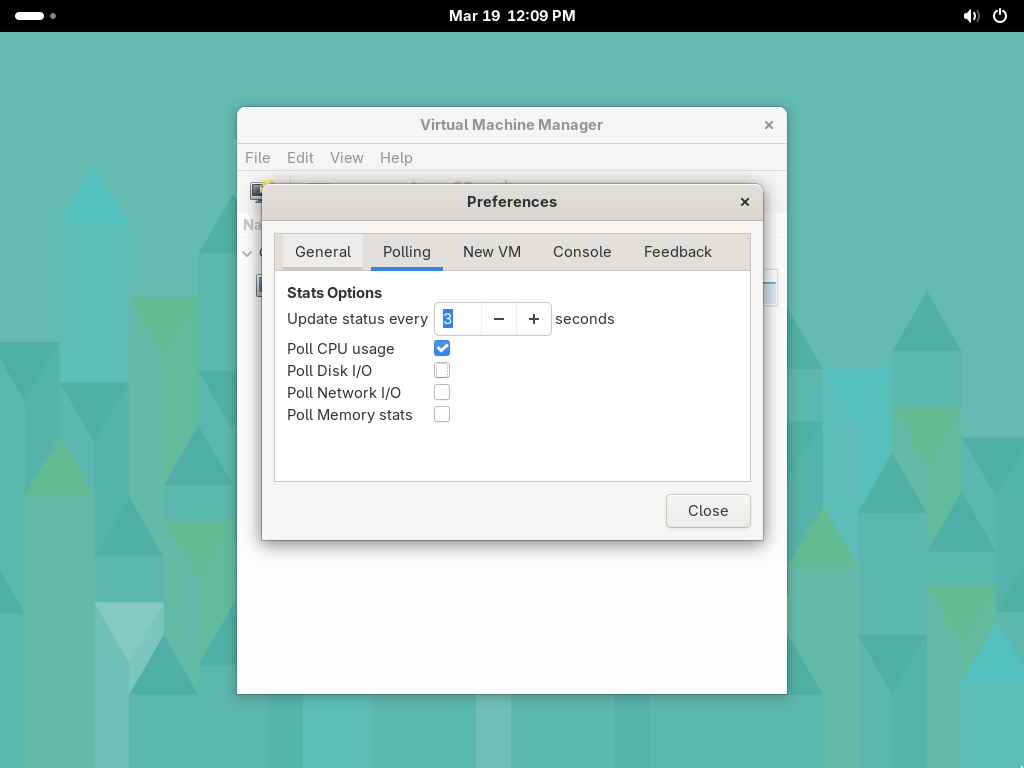 Mar 19 12:09 PM
Virtual Machine Manager
File Edit View Help
Preferences
Na
General Polling New VM Console Feedback
Stats Options
Update status every 3 seconds
Poll CPU usage
Poll Disk I/O
Poll Network I/O
Poll Memory stats
Close